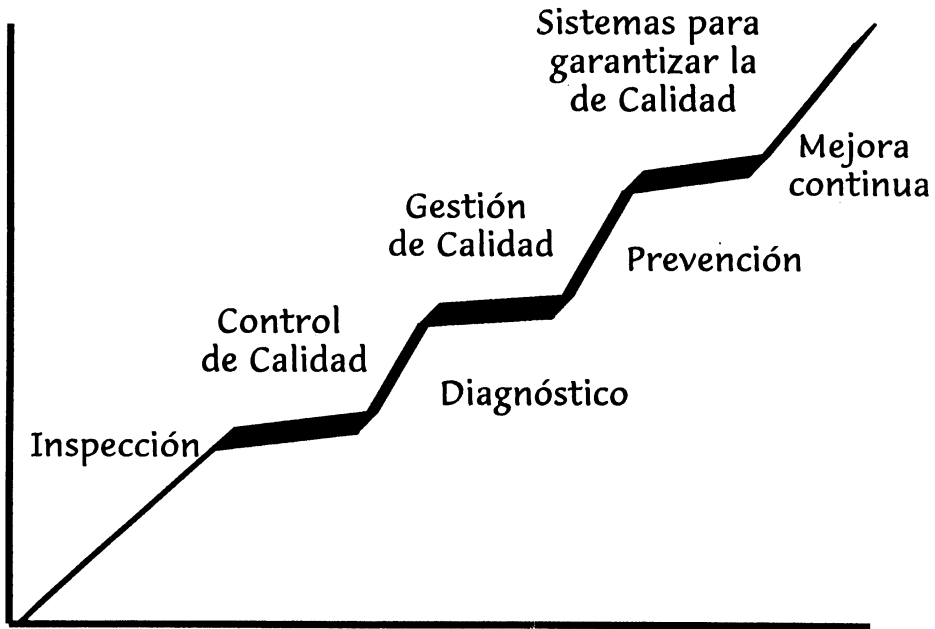 Sistemas para
garantizar la
de Calidad
Mejora
continua
Gestión
de Calidad
Prevención
Control
de Calidad
Diagnóstico
Inspección